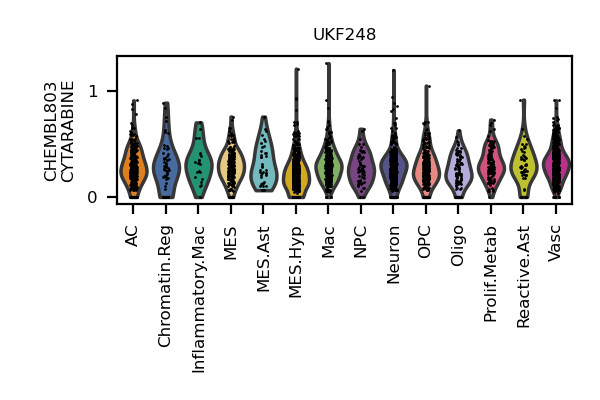 UKF248
CHEMBL803
CYTARABINE
1
0
AC
Chromatin.Reg
Inflammatory.Mac
MES
MES.Ast
MES.Hyp
Mac
NPC
Neuron
OPC
Oligo
Prolif.Metab
Reactive.Ast
Vasc